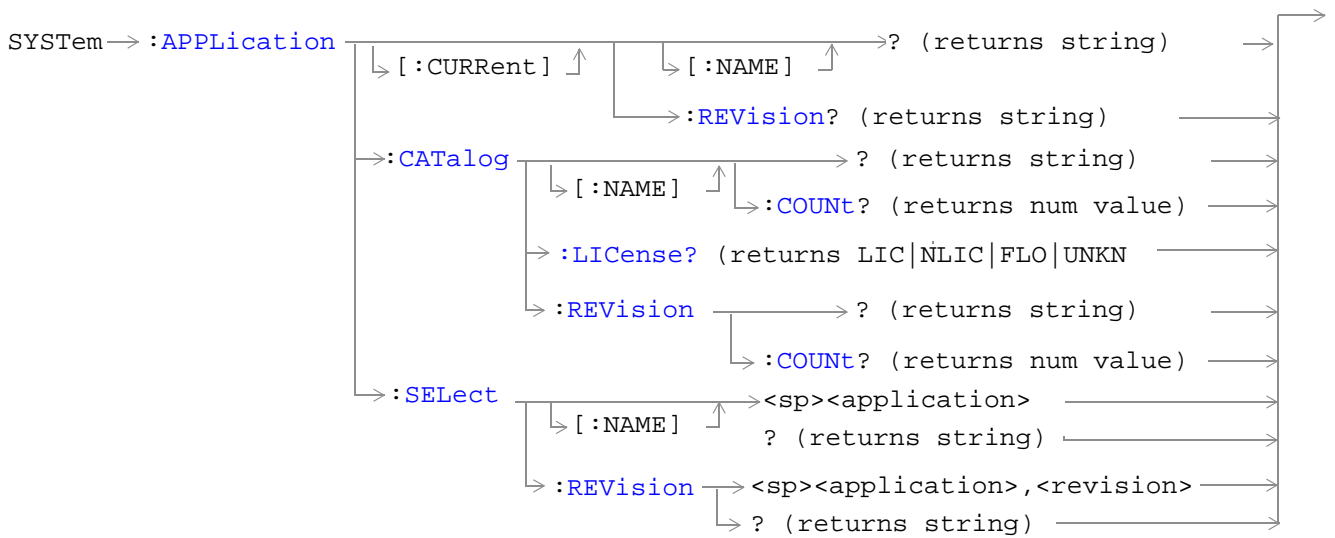 SYSTem :APPLication ? (returns string)
[:CURRent] [:NAME]
:REVision? (returns string)
:CATalog ? (returns string)
[:NAME]
:COUNt? (returns num value)
:LICense? (returns LIC|NLIC|FLO|UNKN
:REVision ? (returns string)
:COUNt? (returns num value)
:SELect <sp><application>
[:NAME]
? (returns string)
:REVision <sp><application>,<revision>
? (returns string)